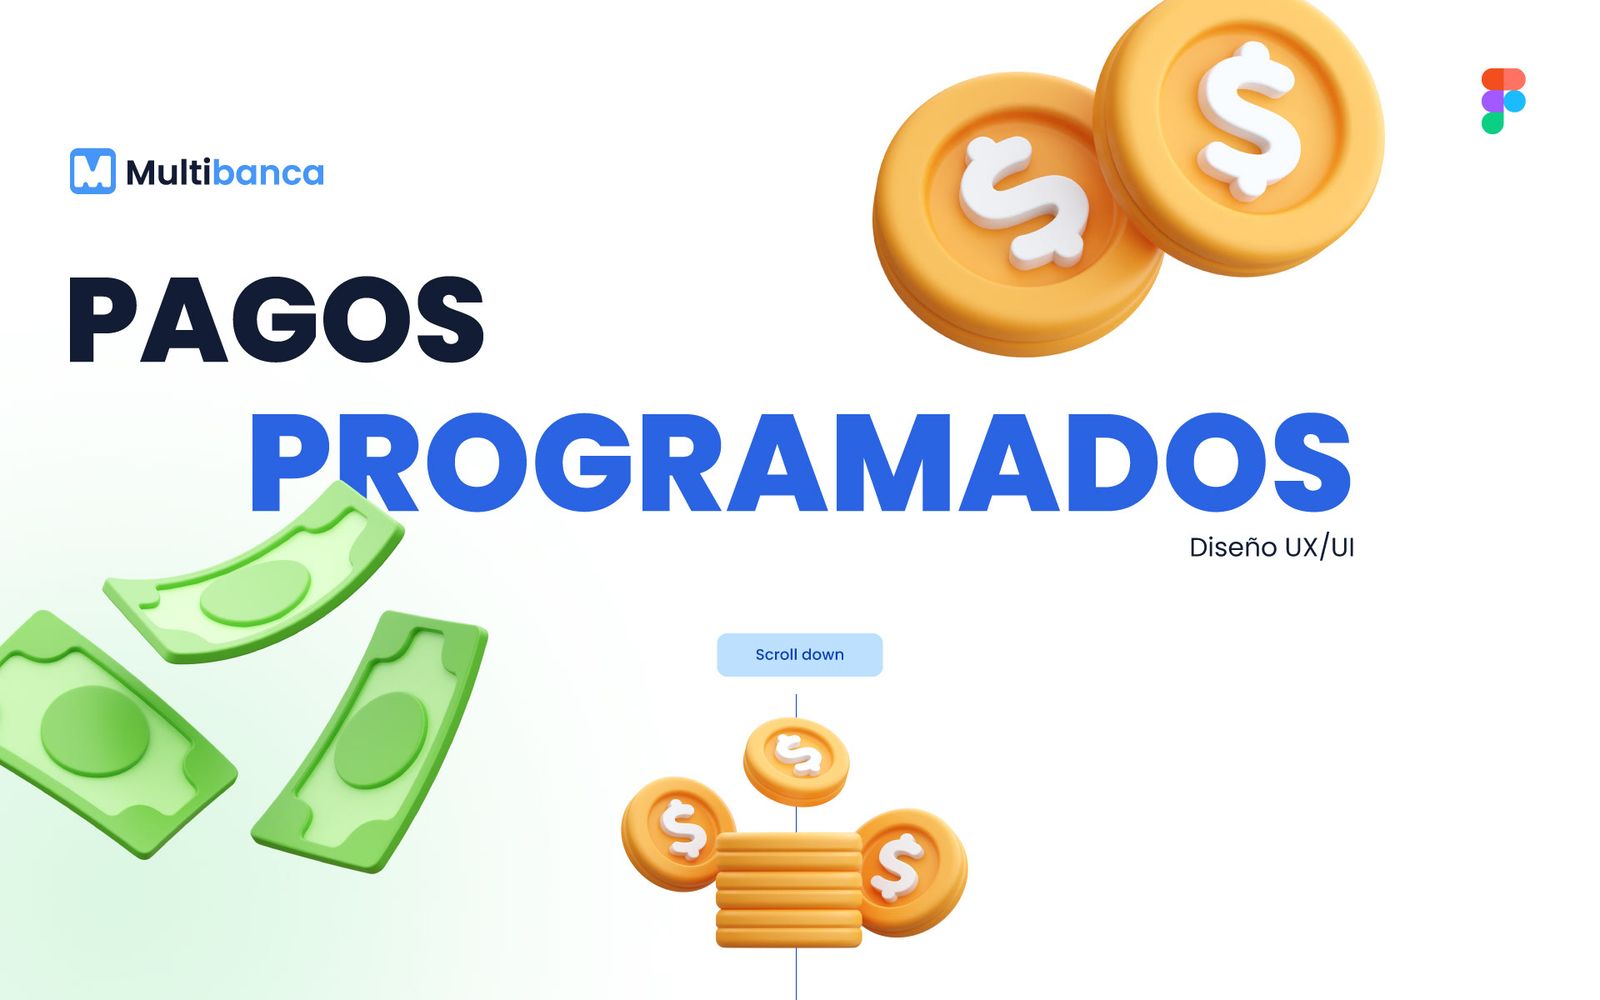 Multibanca
PAGOS
PROGRAMADOS
Diseño UX/UI
Scroll down